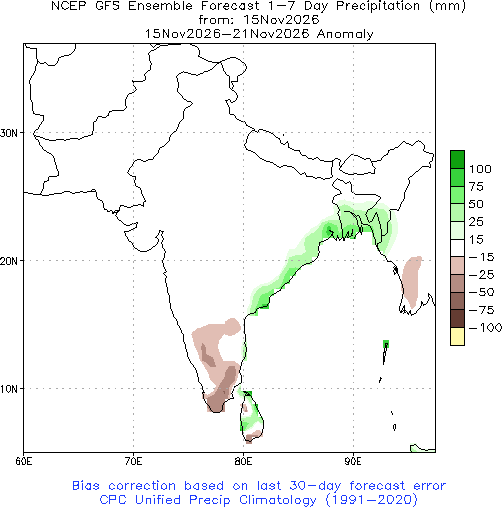 NCEP GFS Ensemble Forecast 1-7 Day Precipitation (mm)
from: 15Nov2026
15Nov2026-21Nov2026 Anomaly
30N
20N
10N
60E
70E
80E
90E
100
75
50
25
15
-15
-25
-50
-75
-100
Bias correction based on last 30-day forecast error
CPC Unified Precip Climatology (1991-2020)